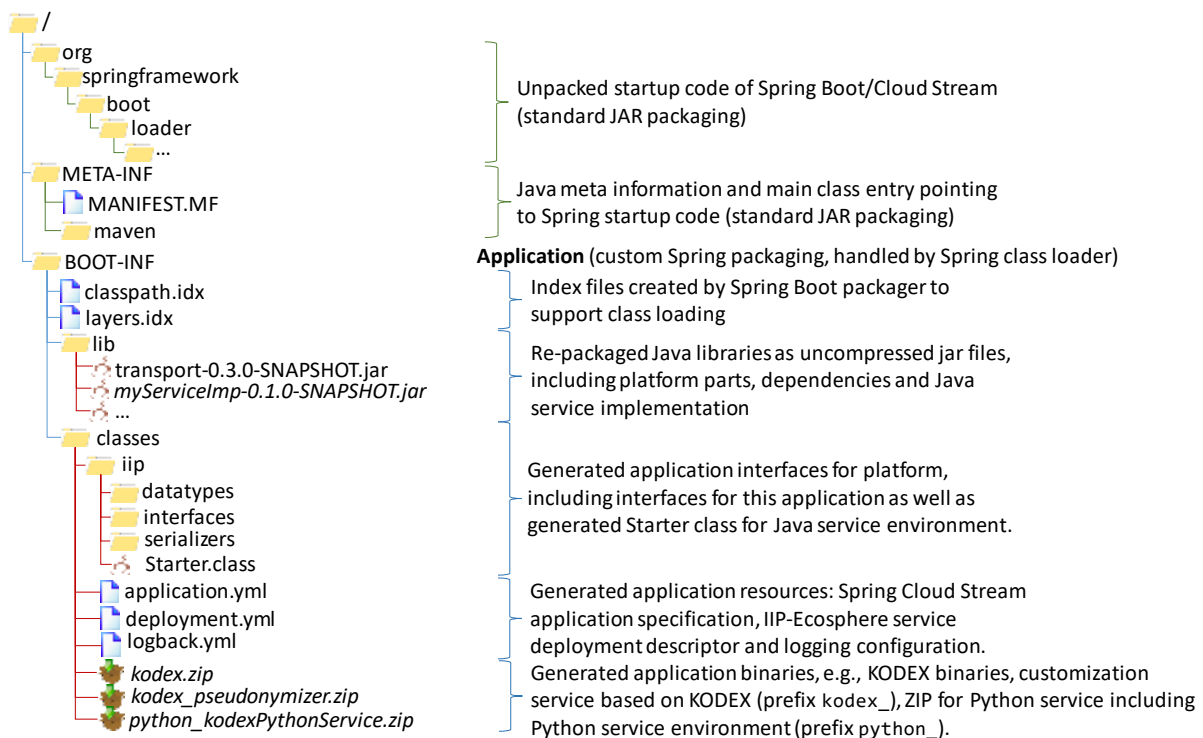 /
org
springframework
boot
loader
...
Unpacked startup code of Spring Boot/Cloud Stream
(standard JAR packaging)
META-INF
MANIFEST.MF
maven
Java meta information and main class entry pointing
to Spring startup code (standard JAR packaging)
BOOT-INF
Application (custom Spring packaging, handled by Spring class loader)
classpath.idx
layers.idx
Index files created by Spring Boot packager to
support class loading
lib
transport-0.3.0-SNAPSHOT.jar
myServiceImp-0.1.0-SNAPSHOT.jar
...
Re-packaged Java libraries as uncompressed jar files,
including platform parts, dependencies and Java
service implementation
classes
iip
datatypes
interfaces
serializers
Starter.class
Generated application interfaces for platform,
including interfaces for this application as well as
generated Starter class for Java service environment.
application.yml
deployment.yml
logback.yml
Generated application resources: Spring Cloud Stream
application specification, IIP-Ecosphere service
deployment descriptor and logging configuration.
kodex.zip
kodex_pseudonymizer.zip
python_kodexPythonService.zip
Generated application binaries, e.g., KODEX binaries, customization
service based on KODEX (prefix kodex_), ZIP for Python service including
Python service environment (prefix python_).